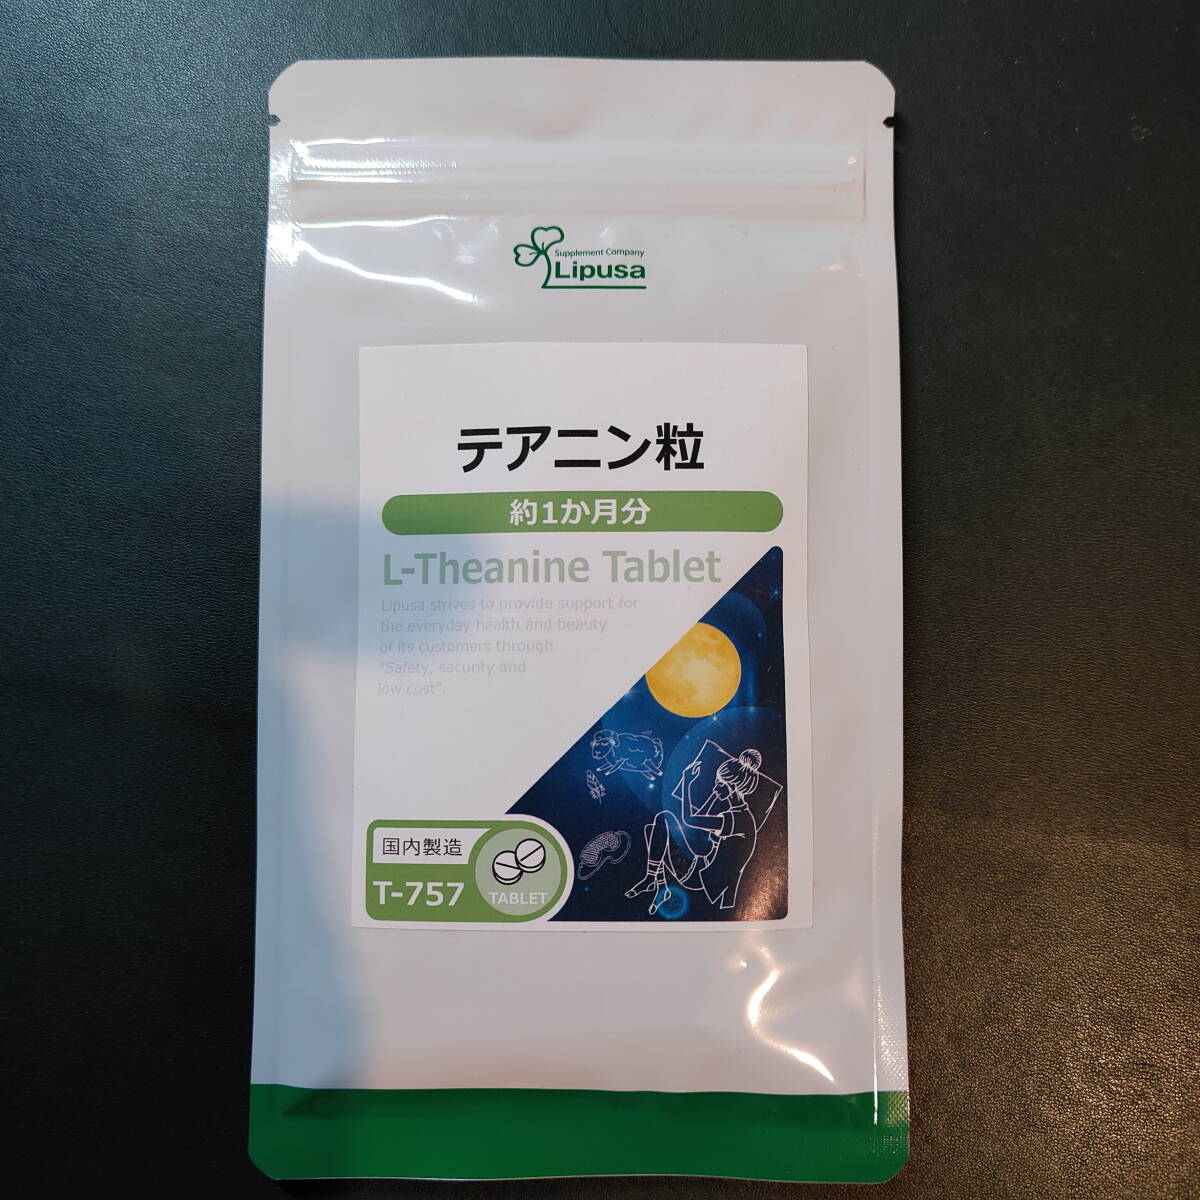 Supplement Company
Lipusa
テアニン粒
約1か月分
L-Theanine Tablet
Lipusa strives to provide support for
the everyday health and beauty
of its customers through
"Safety, security and
low cost".
国内製造
T-757
TABLET